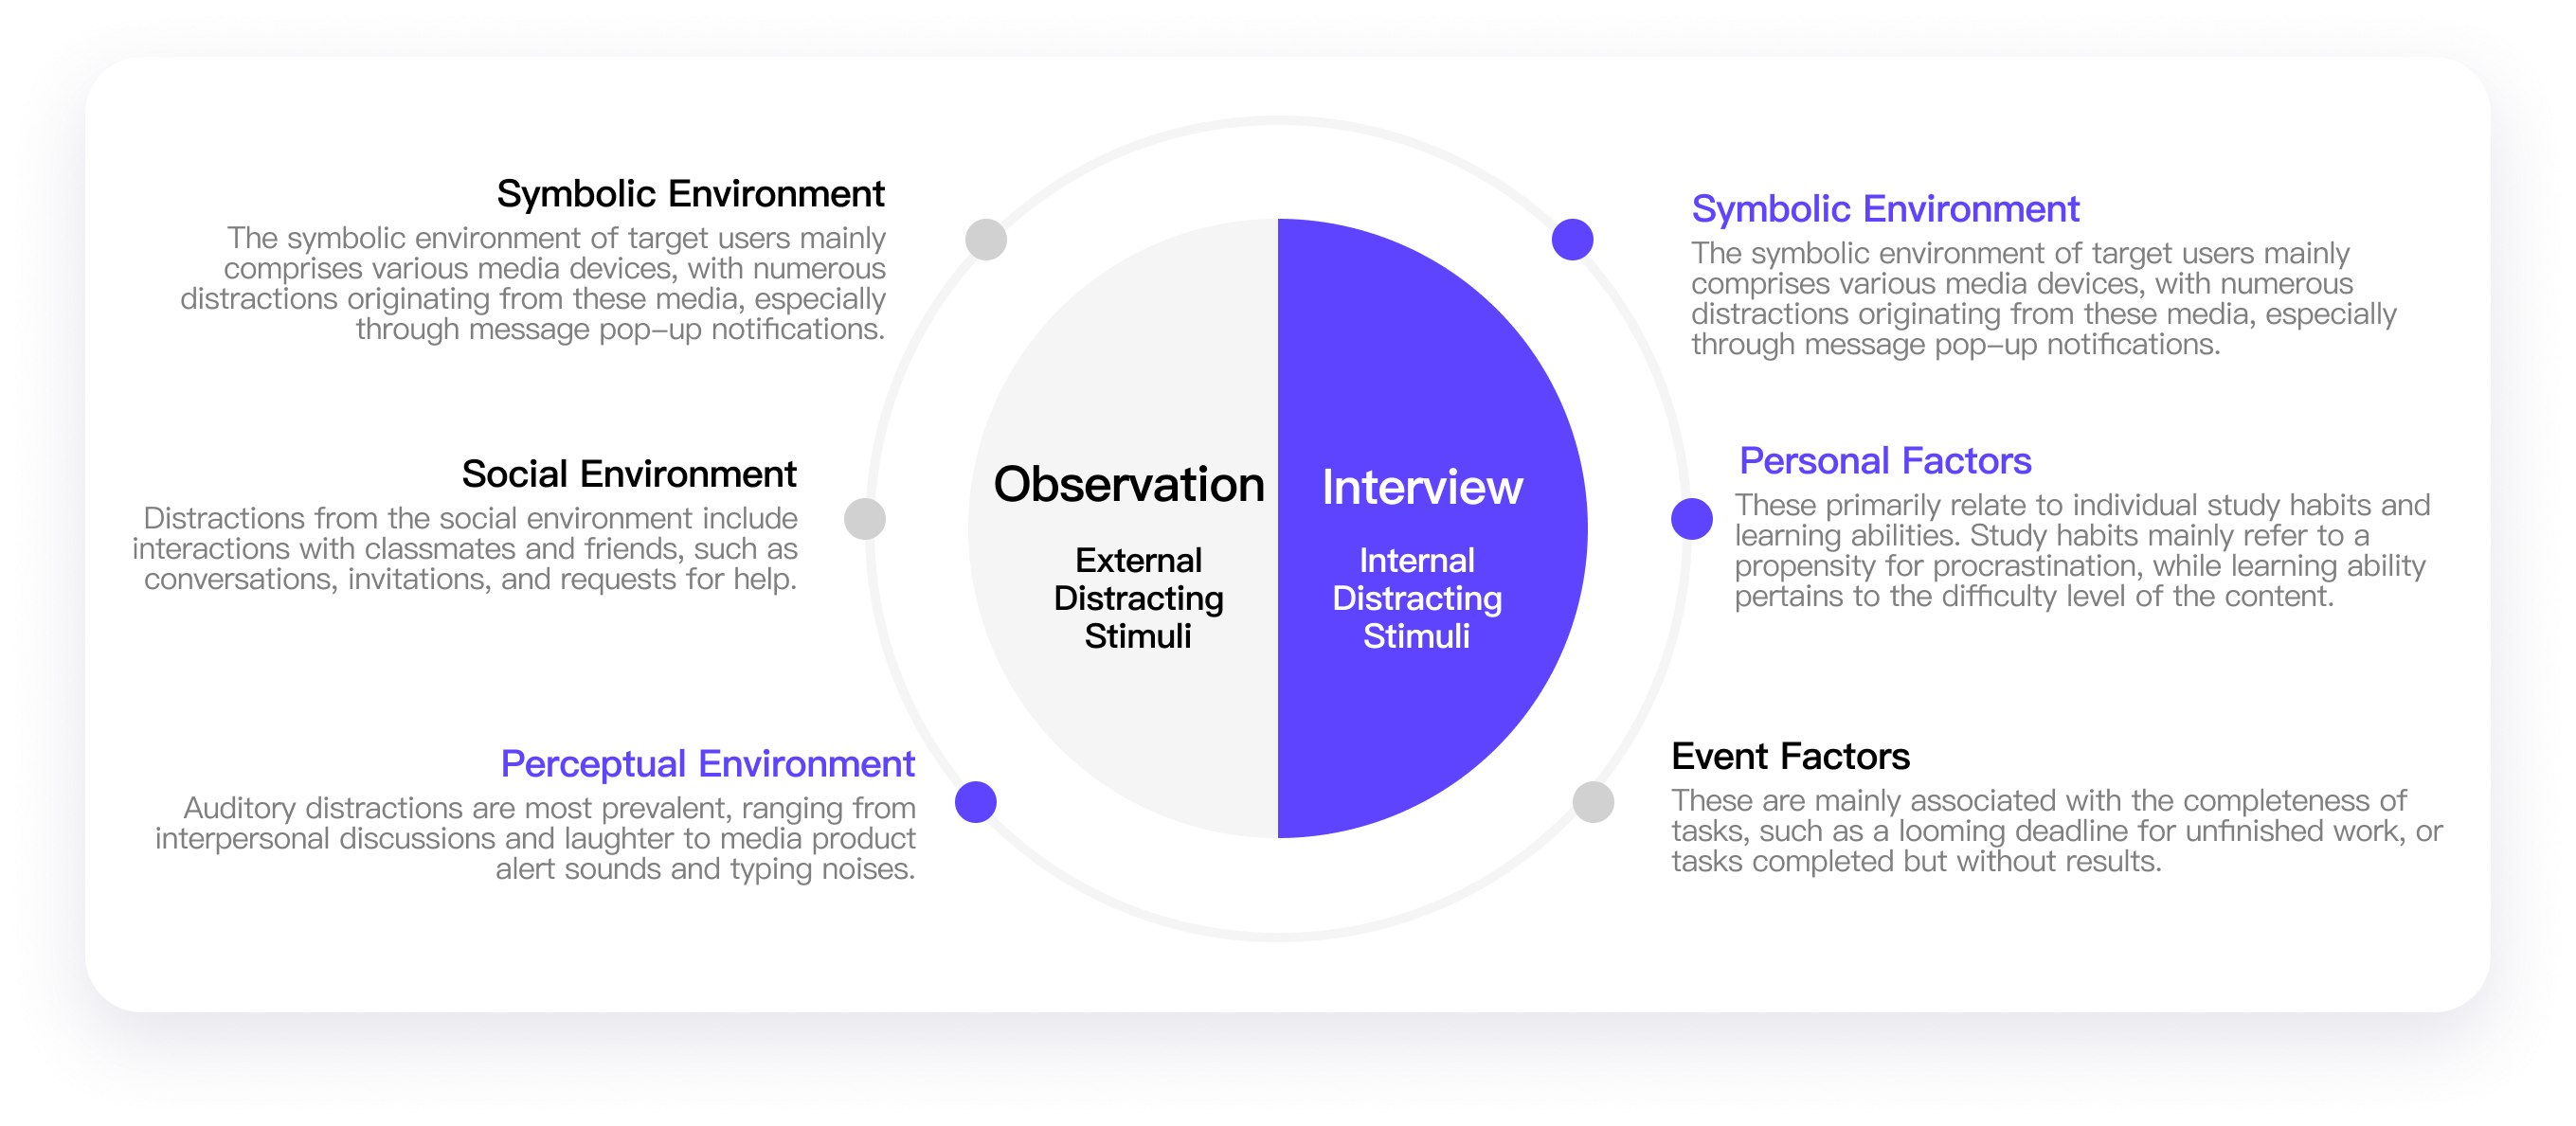 Symbolic Environment
The symbolic environment of target users mainly
comprises various media devices, with numerous
distractions originating from these media, especially
through message pop-up notifications.
Social Environment
Distractions from the social environment include
interactions with classmates and friends, such as
conversations, invitations, and requests for help.
Perceptual Environment
Auditory distractions are most prevalent, ranging from
interpersonal discussions and laughter to media product
alert sounds and typing noises.
Observation
External
Distracting
Stimuli
Interview
Internal
Distracting
Stimuli
Symbolic Environment
The symbolic environment of target users mainly
comprises various media devices, with numerous
distractions originating from these media, especially
through message pop-up notifications.
Personal Factors
These primarily relate to individual study habits and
learning abilities. Study habits mainly refer to a
propensity for procrastination, while learning ability
pertains to the difficulty level of the content.
Event Factors
These are mainly associated with the completeness of
tasks, such as a looming deadline for unfinished work, or
tasks completed but without results.